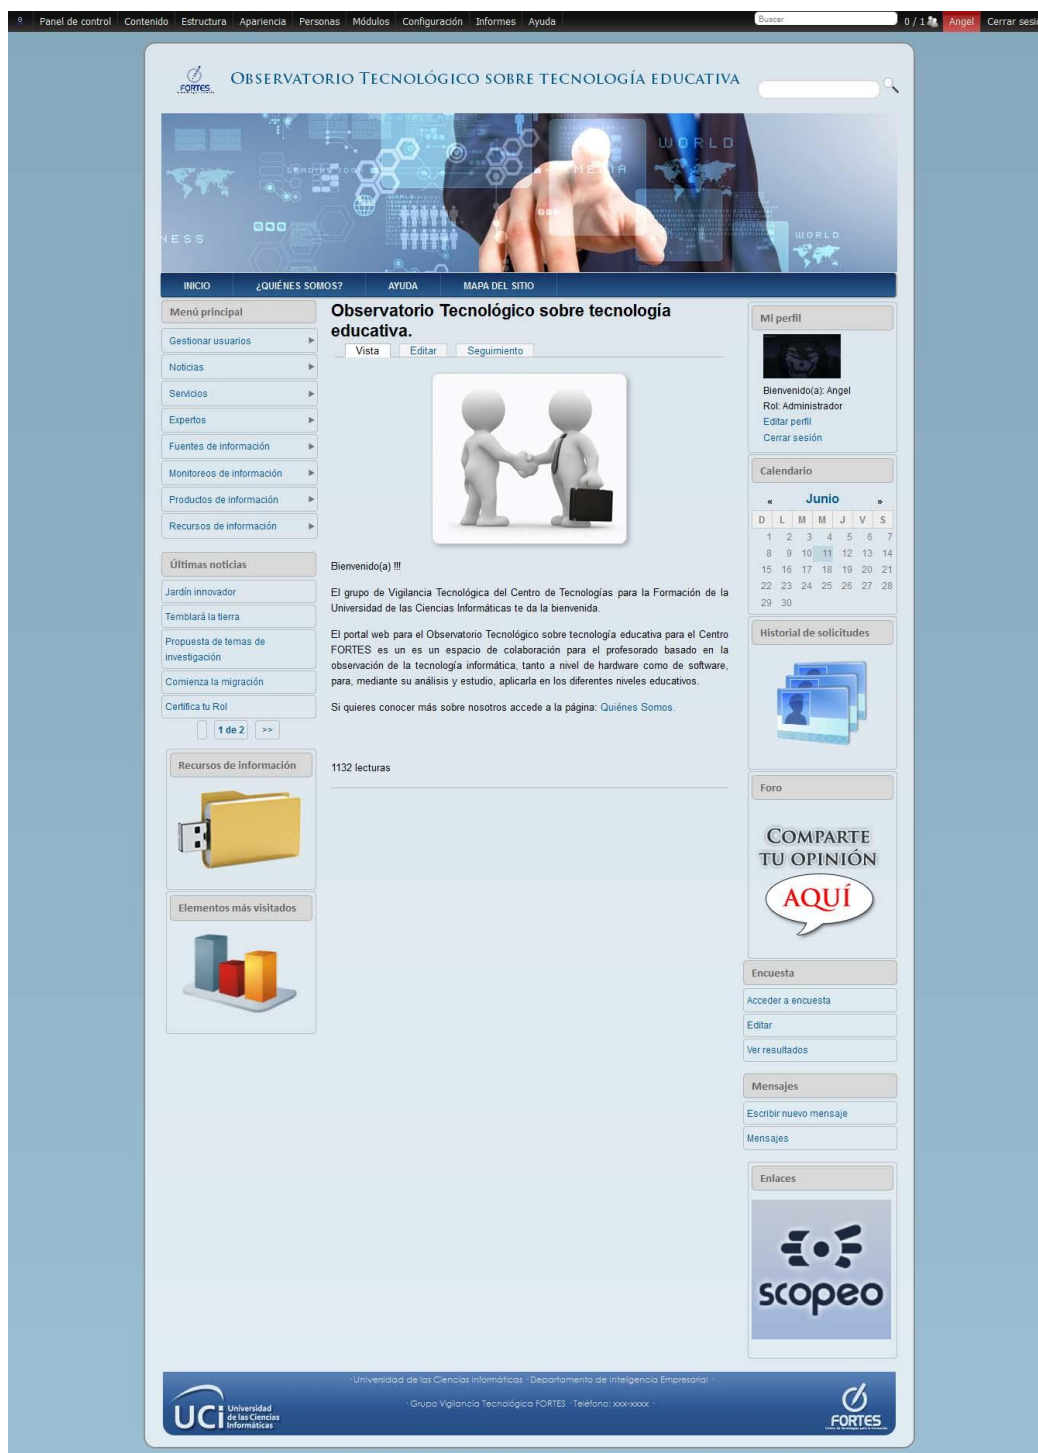 Panel de control Contenido Estructura Apariencia Personas Módulos Configuración Informes Ayuda Buscar 0 / 1 Angel Cerrar sesi
FORTES
OBSERVATORIO TECNOLÓGICO SOBRE TECNOLOGÍA EDUCATIVA
WORLD
MEDIA
NESS
WORLD
INICIO ¿QUIÉNES SOMOS? AYUDA MAPA DEL SITIO
Menú principal
Gestionar usuarios
Noticias
Servicios
Expertos
Fuentes de información
Monitoreos de información
Productos de información
Recursos de información
Últimas noticias
Jardín innovador
Temblará la tierra
Propuesta de temas de
investigación
Comienza la migración
Certifica tu Rol
1 de 2 >>
Recursos de información
Elementos más visitados
Observatorio Tecnológico sobre tecnología
educativa.
Vista Editar Seguimiento
Bienvenido(a) !!!
El grupo de Vigilancia Tecnológica del Centro de Tecnologías para la Formación de la
Universidad de las Ciencias Informáticas te da la bienvenida.
El portal web para el Observatorio Tecnológico sobre tecnología educativa para el Centro
FORTES es un es un espacio de colaboración para el profesorado basado en la
observación de la tecnología informática, tanto a nivel de hardware como de software,
para, mediante su análisis y estudio, aplicarla en los diferentes niveles educativos.
Si quieres conocer más sobre nosotros accede a la página: Quiénes Somos.
1132 lecturas
Mi perfil
Bienvenido(a): Angel
Rol: Administrador
Editar perfil
Cerrar sesión
Calendario
« Junio »
D L M M J V S
1 2 3 4 5 6 7
8 9 10 11 12 13 14
15 16 17 18 19 20 21
22 23 24 25 26 27 28
29 30
Historial de solicitudes
Foro
COMPARTE
TU OPINIÓN
AQUÍ
Encuesta
Acceder a encuesta
Editar
Ver resultados
Mensajes
Escribir nuevo mensaje
Mensajes
Enlaces
scopeo
· Universidad de las Ciencias Informáticas · Departamento de Inteligencia Empresarial ·
· Grupo Vigilancia Tecnológica FORTES · Teléfono: xxx-xxxx ·
UCi Universidad
de las Ciencias
Informáticas
FORTES